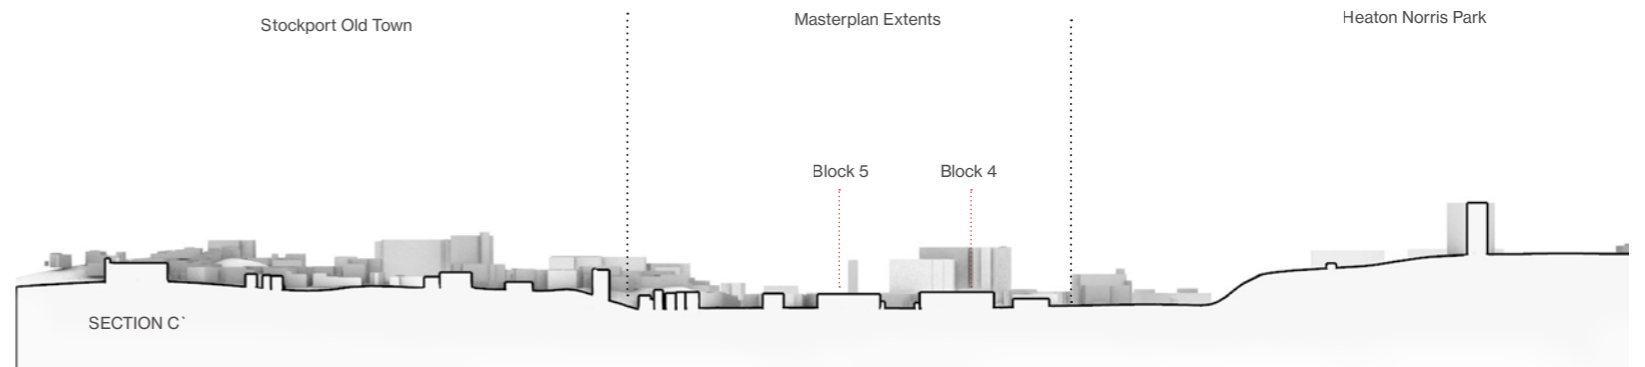 Stockport Old Town
Masterplan Extents
Heaton Norris Park
Block 5
Block 4
SECTION C`